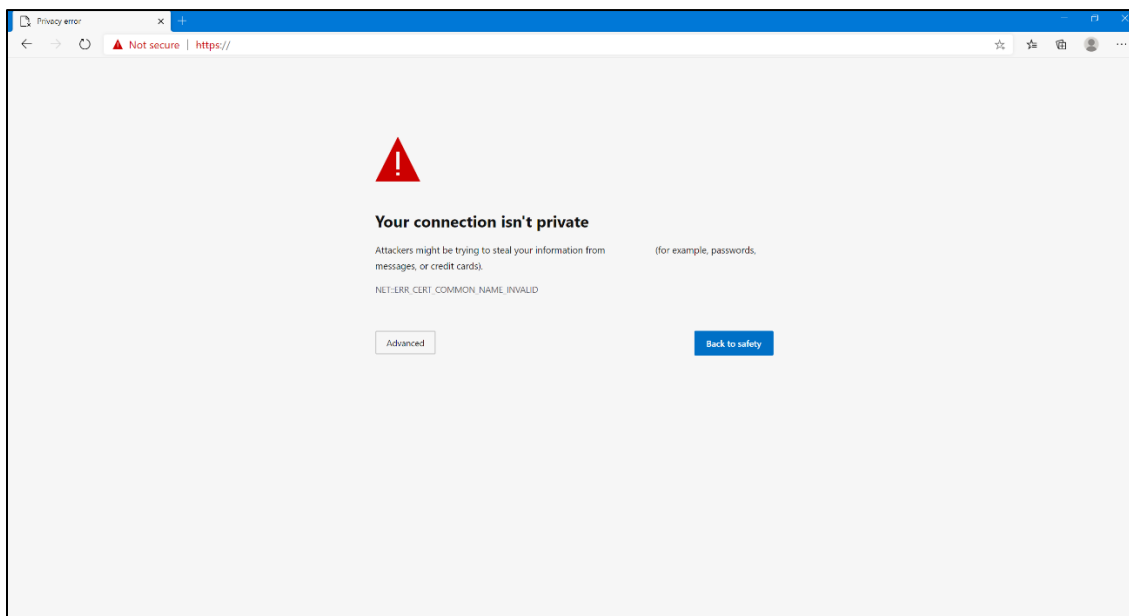 Privacy error
Not secure | https://
Your connection isn't private
Attackers might be trying to steal your information from (for example, passwords,
messages, or credit cards).
NET::ERR_CERT_COMMON_NAME_INVALID
Advanced
Back to safety